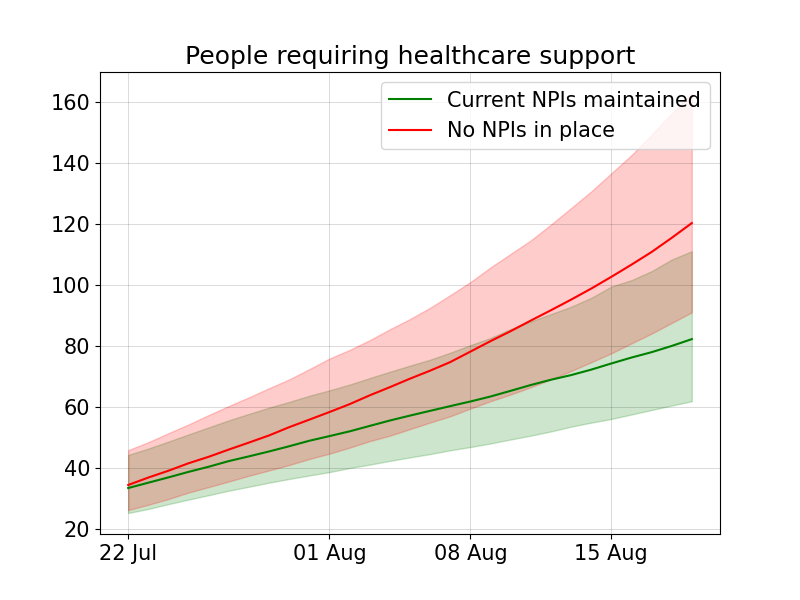 People requiring healthcare support
Current NPIs maintained
No NPIs in place
160
140
120
100
80
60
40
20
22 Jul
01 Aug
08 Aug
15 Aug